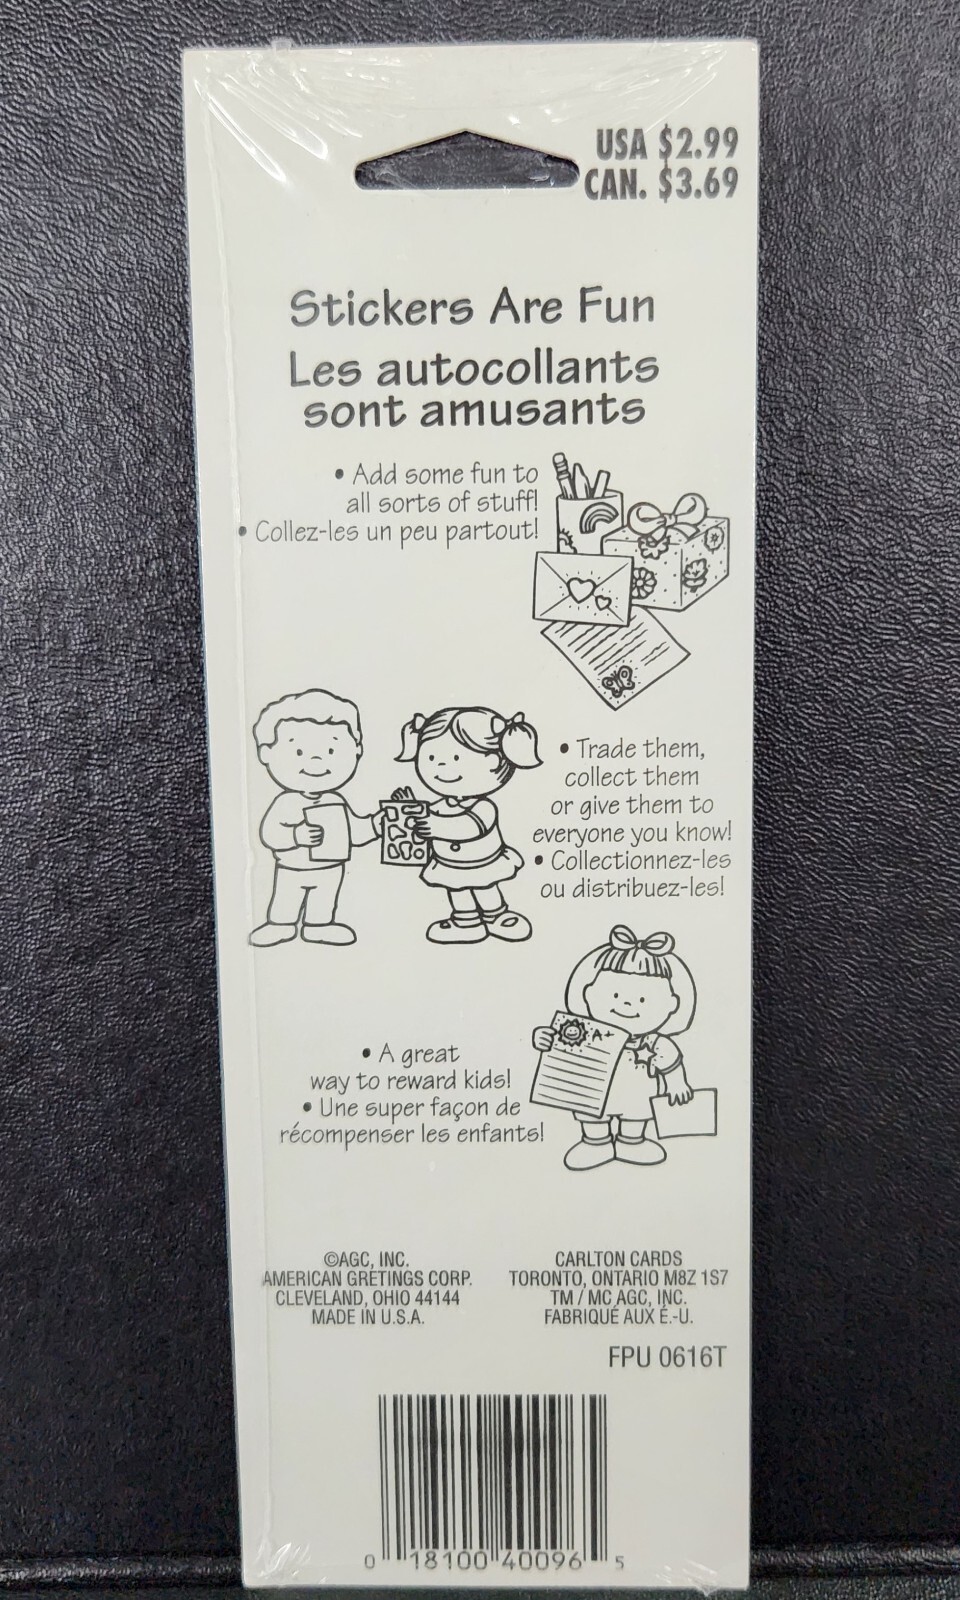 USA $2.99
CAN. $3.69
Stickers Are Fun
Les autocollants
sont amusants
• Add some fun to
all sorts of stuff!
• Collez-les un peu partout!
• Trade them,
collect them
or give them to
everyone you know!
• Collectionnez-les
ou distribuez-les!
A+
• A great
way to reward kids!
• Une super façon de
récompenser les enfants!
©AGC, INC.
AMERICAN GRETINGS CORP.
CLEVELAND, OHIO 44144
MADE IN U.S.A.
CARLTON CARDS
TORONTO, ONTARIO M8Z 1S7
TM / MC AGC, INC.
FABRIQUÉ AUX É.-U.
FPU 0616T
0 18100 40096 5